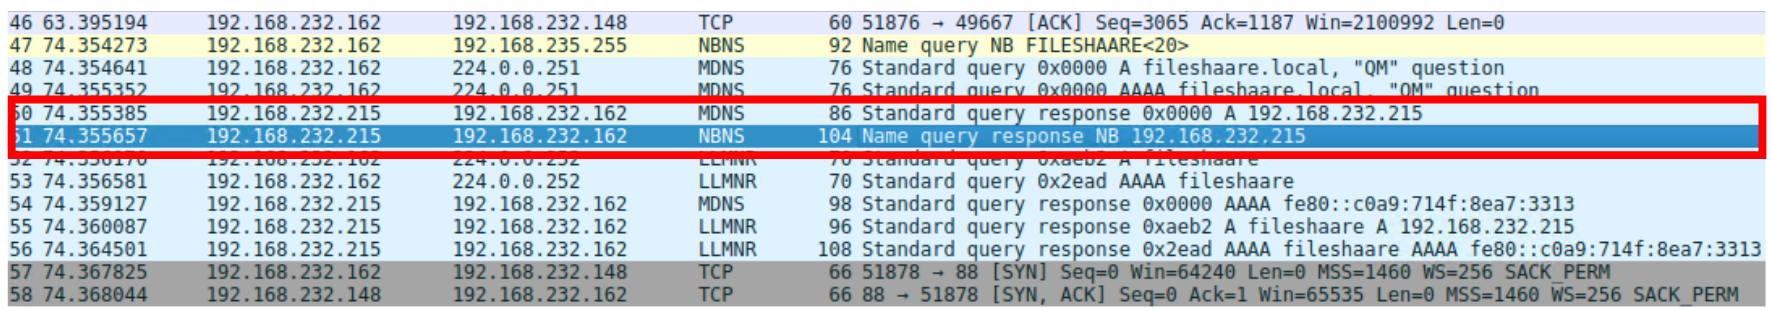 46 63.395194 192.168.232.162 192.168.232.148 TCP 60 51876 → 49667 [ACK] Seq=3065 Ack=1187 Win=2100992 Len=0
47 74.354273 192.168.232.162 192.168.235.255 NBNS 92 Name query NB FILESHAARE<20>
48 74.354641 192.168.232.162 224.0.0.251 MDNS 76 Standard query 0x0000 A fileshaare.local, "QM" question
49 74.355352 192.168.232.162 224.0.0.251 MDNS 76 Standard query 0x0000 AAAA fileshaare.local, "QM" question
50 74.355385 192.168.232.215 192.168.232.162 MDNS 86 Standard query response 0x0000 A 192.168.232.215
51 74.355657 192.168.232.215 192.168.232.162 NBNS 104 Name query response NB 192.168.232.215
52 192.168.232.162 224.0.0.252 LLMNR 70 Standard query 0xaeb2 A fileshaare
53 74.356581 192.168.232.162 224.0.0.252 LLMNR 70 Standard query 0x2ead AAAA fileshaare
54 74.359127 192.168.232.215 192.168.232.162 MDNS 98 Standard query response 0x0000 AAAA fe80::c0a9:714f:8ea7:3313
55 74.360087 192.168.232.215 192.168.232.162 LLMNR 96 Standard query response 0xaeb2 A fileshaare A 192.168.232.215
56 74.364501 192.168.232.215 192.168.232.162 LLMNR 108 Standard query response 0x2ead AAAA fileshaare AAAA fe80::c0a9:714f:8ea7:3313
57 74.367825 192.168.232.162 192.168.232.148 TCP 66 51878 → 88 [SYN] Seq=0 Win=64240 Len=0 MSS=1460 WS=256 SACK_PERM
58 74.368044 192.168.232.148 192.168.232.162 TCP 66 88 → 51878 [SYN, ACK] Seq=0 Ack=1 Win=65535 Len=0 MSS=1460 WS=256 SACK_PERM